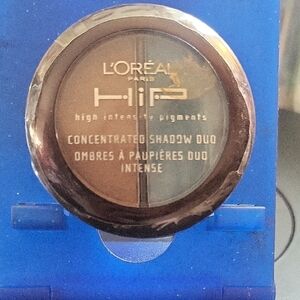 L'ORÉAL
PARIS
HiP
high intensity pigments
CONCENTRATED SHADOW DUO
OMBRES À PAUPIÈRES DUO
INTENSE